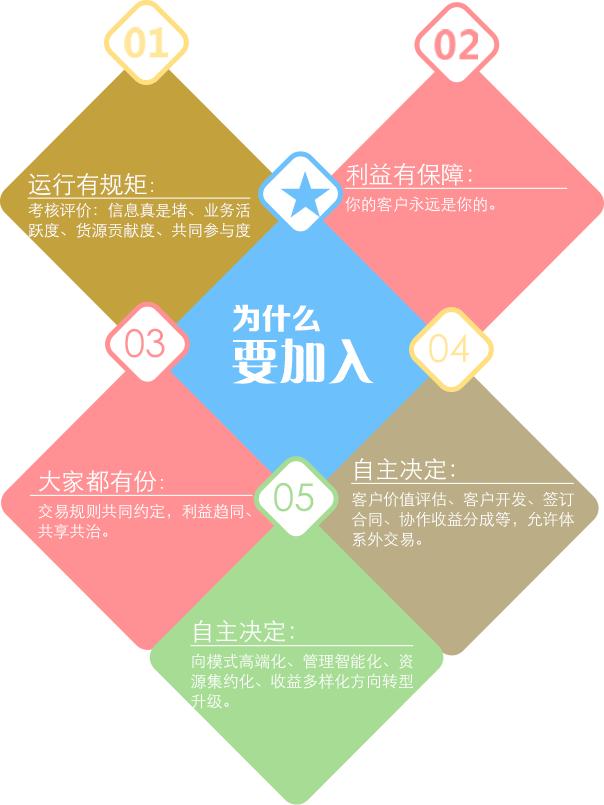 01
运行有规矩：
考核评价：信息真是堵、业务活
跃度、货源贡献度、共同参与度
02
利益有保障：
你的客户永远是你的。
为什么
要加入
03
大家都有份：
交易规则共同约定，利益趋同、
共享共治。
04
自主决定：
客户价值评估、客户开发、签订
合同、协作收益分成等，允许体
系外交易。
05
自主决定：
向模式高端化、管理智能化、资
源集约化、收益多样化方向转型
升级。